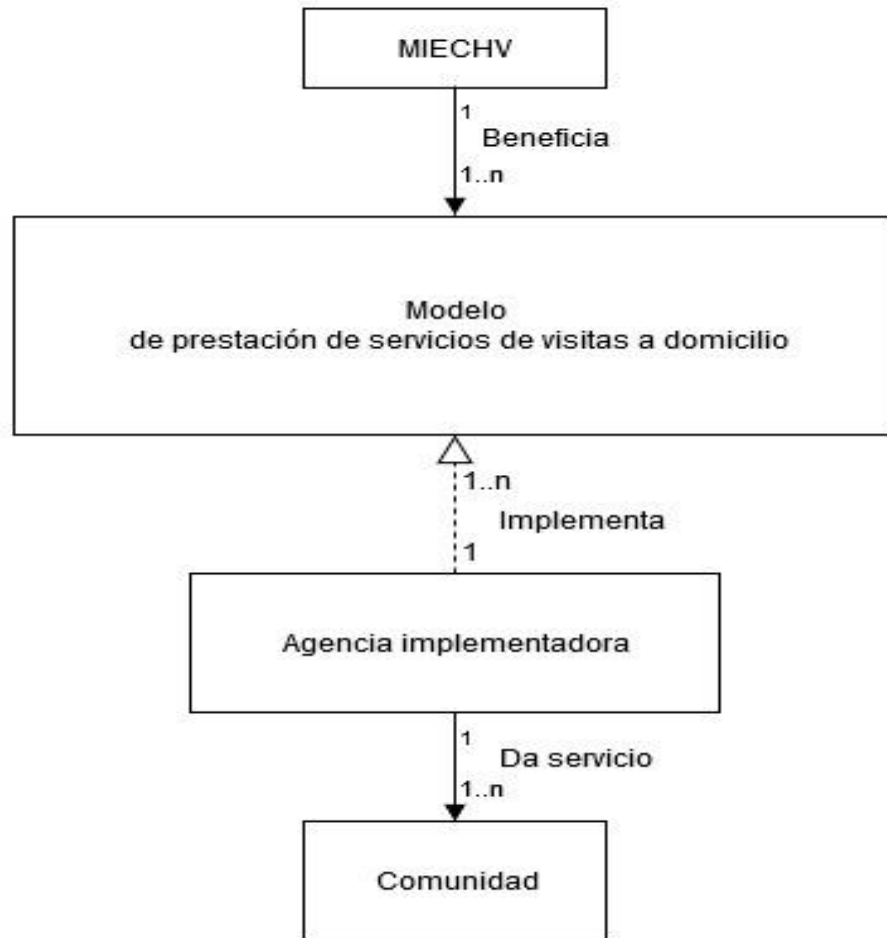 MIECHV
1
Beneficia
1..n
Modelo
de prestación de servicios de visitas a domicilio
1..n
Implementa
1
Agencia implementadora
1
Da servicio
1..n
Comunidad